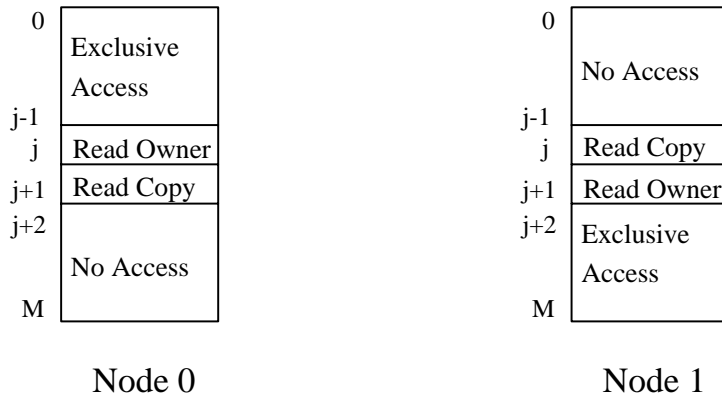 0
Exclusive
Access
j-1
j
Read Owner
j+1
Read Copy
j+2
No Access
M
Node 0
0
No Access
j-1
j
Read Copy
j+1
Read Owner
j+2
Exclusive
Access
M
Node 1